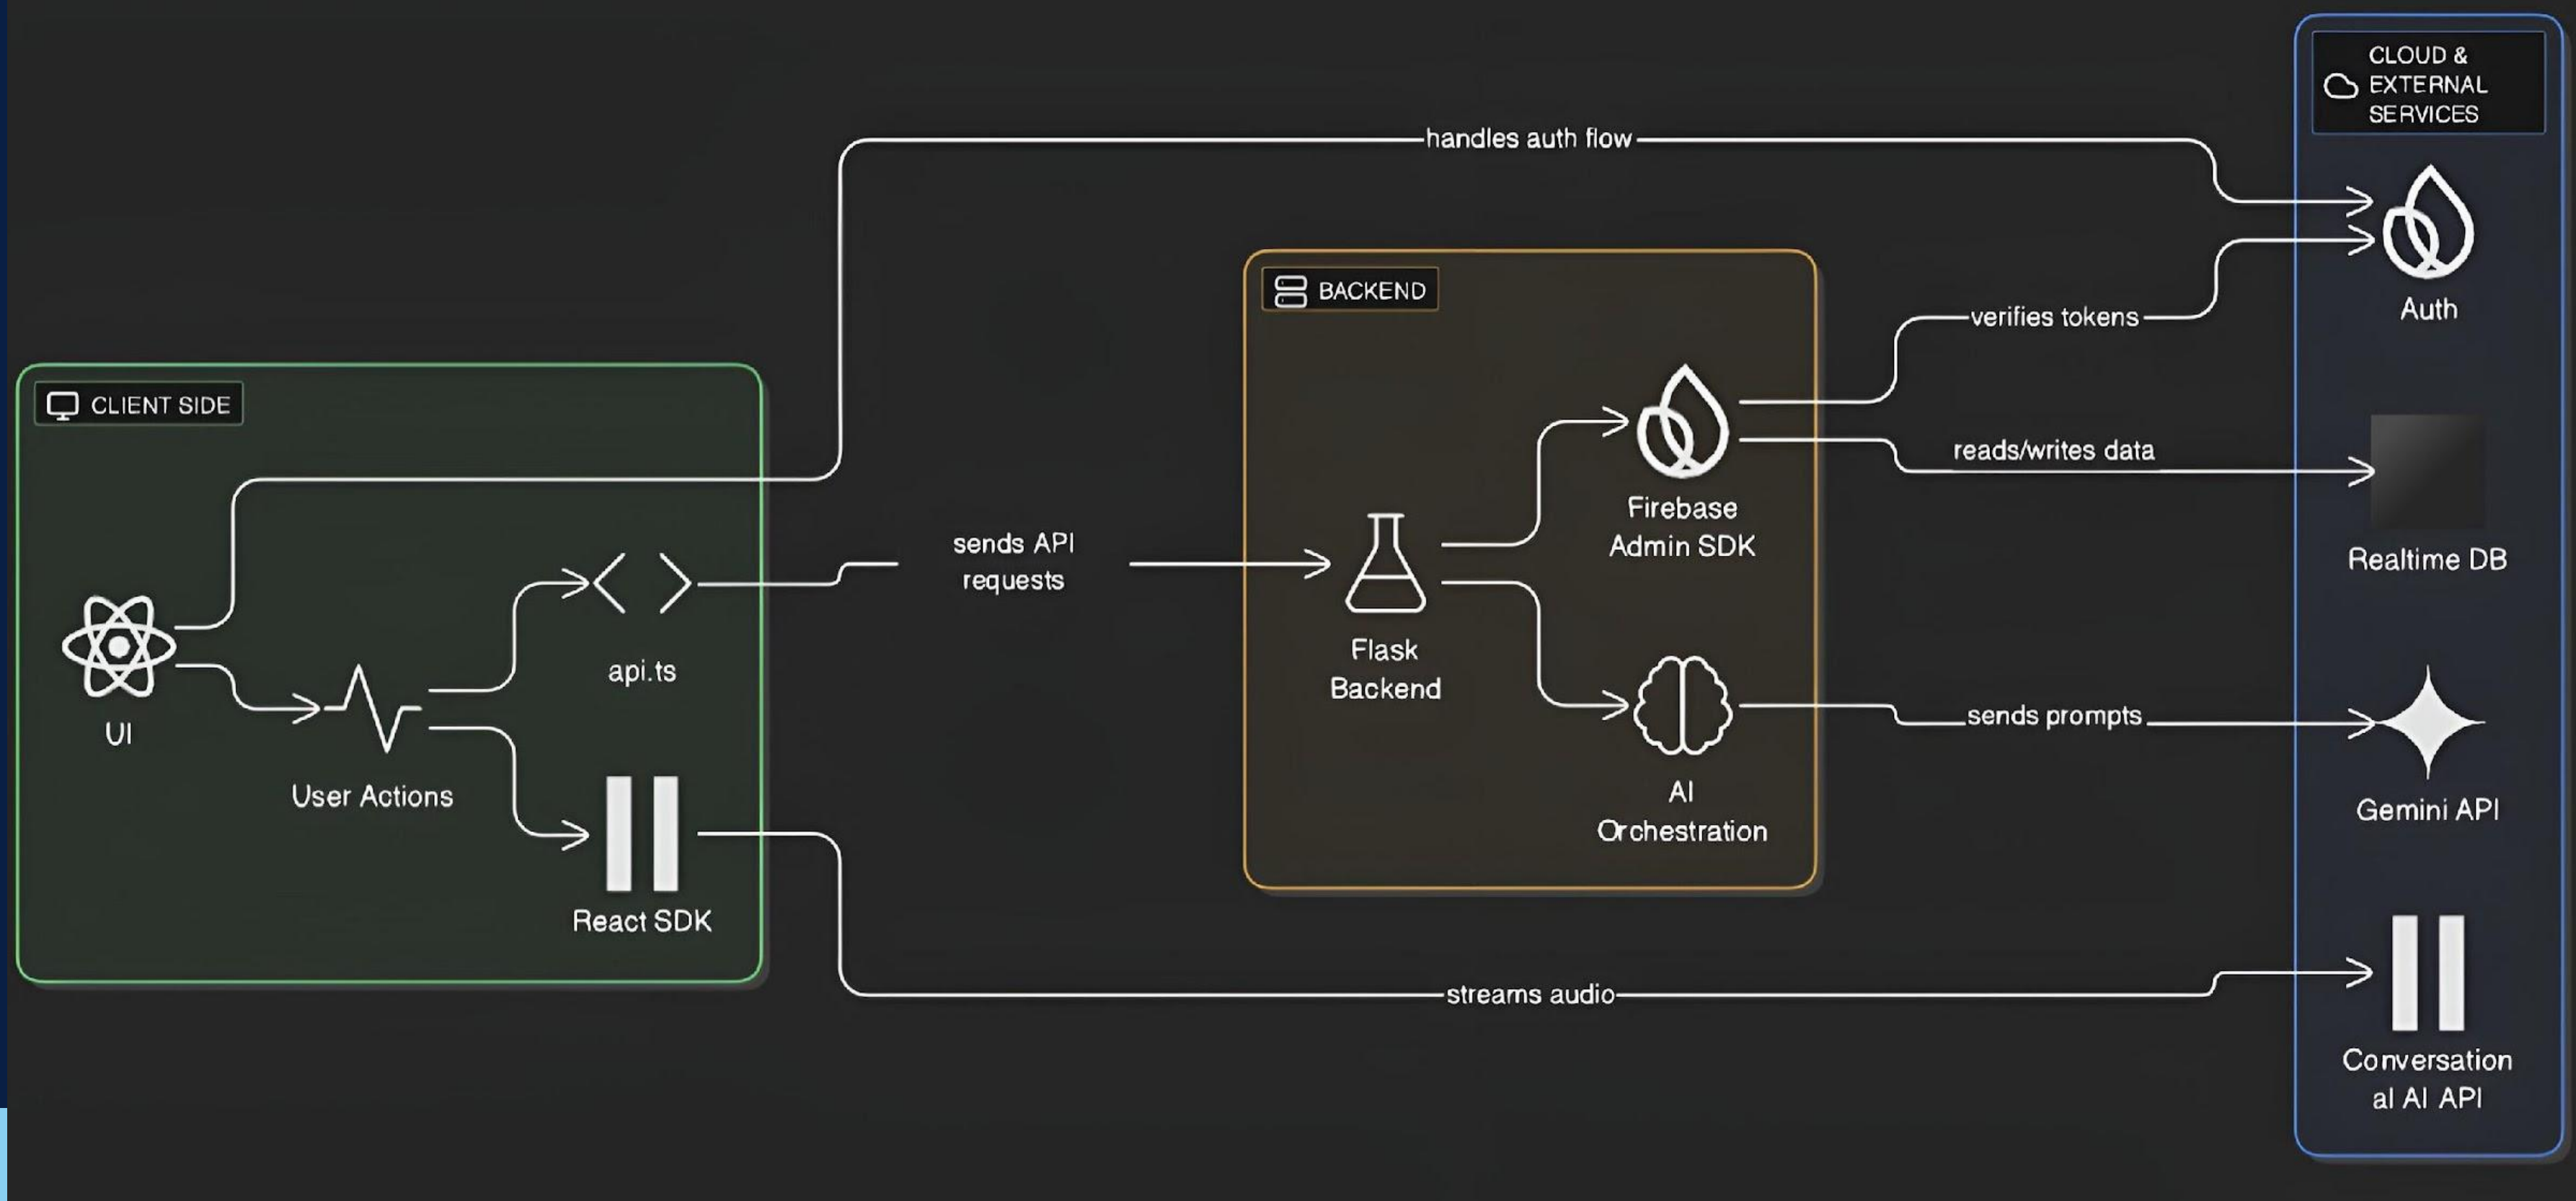 CLOUD &
EXTERNAL
SERVICES
handles auth flow
BACKEND
Auth
verifies tokens
CLIENT SIDE
reads/writes data
Firebase
Admin SDK
sends API
requests
Realtime DB
api.ts
Flask
Backend
UI
sends prompts
User Actions
AI
Orchestration
Gemini API
React SDK
streams audio
Conversation
al AI API